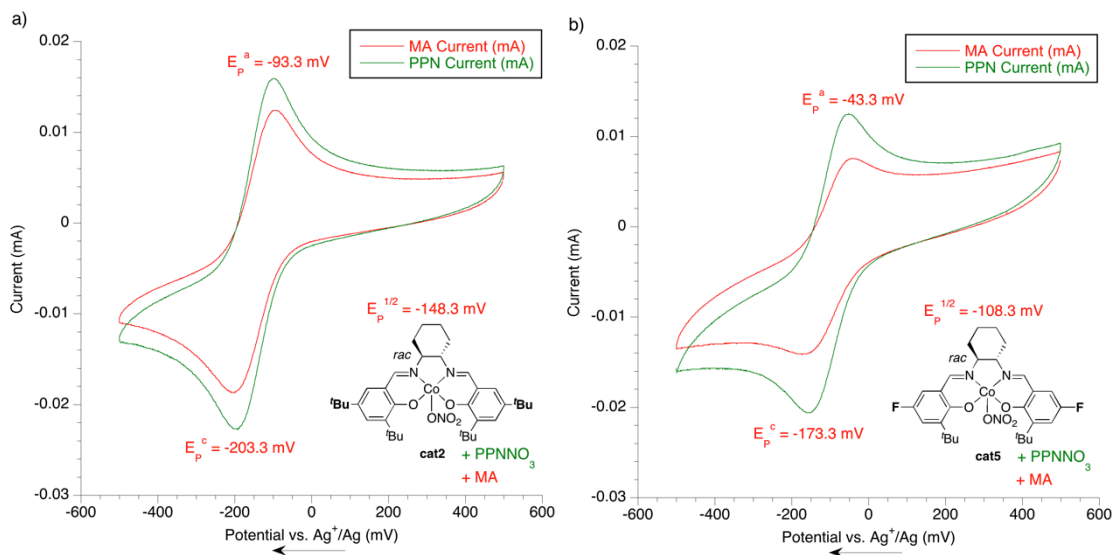 a)
MA Current (mA)
PPN Current (mA)
E_P^a = -93.3 mV
0.02
0.01
0
-0.01
-0.02
-0.03
Current (mA)
E_P^1/2 = -148.3 mV
rac
N N
Co
O O
ONO2
tBu tBu
tBu tBu
E_P^c = -203.3 mV
cat2 + PPNNO3
+ MA
-600 -400 -200 0 200 400 600
Potential vs. Ag+/Ag (mV)
b)
MA Current (mA)
PPN Current (mA)
E_P^a = -43.3 mV
0.02
0.01
0
-0.01
-0.02
-0.03
Current (mA)
E_P^1/2 = -108.3 mV
rac
N N
Co
O O
ONO2
F F
tBu tBu
E_P^c = -173.3 mV
cat5 + PPNNO3
+ MA
-600 -400 -200 0 200 400 600
Potential vs. Ag+/Ag (mV)